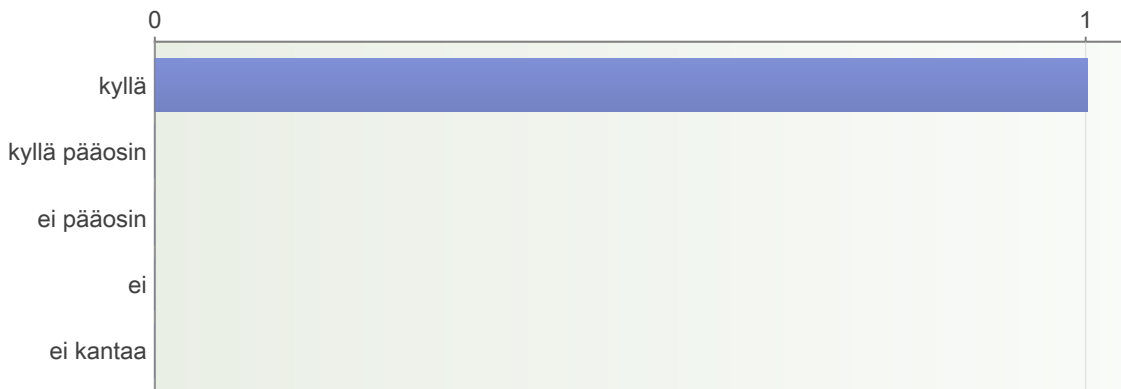 0 1
kyllä
kyllä pääosin
ei pääosin
ei
ei kantaa